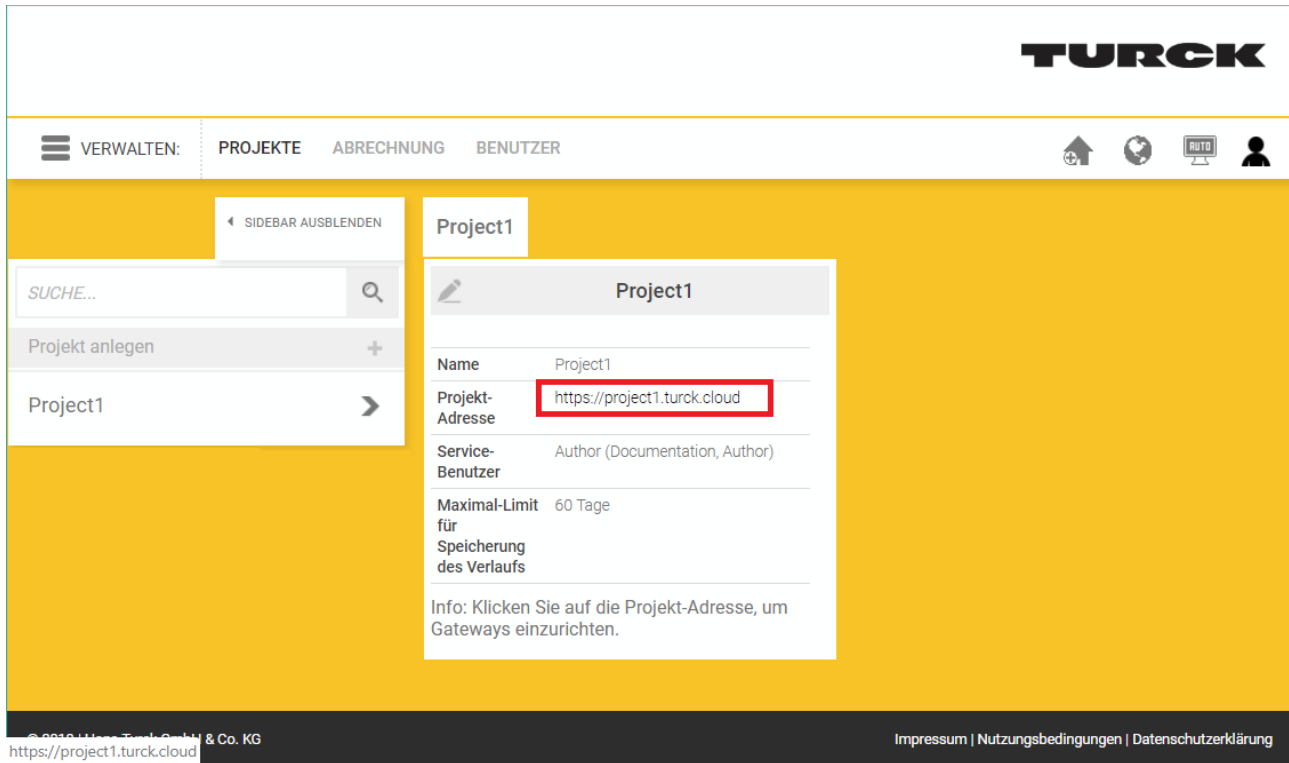 TURCK
VERWALTEN: PROJEKTE ABRECHNUNG BENUTZER
AUTO
SIDEBAR AUSBLENDEN
SUCHE...
Projekt anlegen
Project1
Project1
Project1
Name Project1
Projekt-
Adresse
https://project1.turck.cloud
Service-
Benutzer
Author (Documentation, Author)
Maximal-Limit
für
Speicherung
des Verlaufs
60 Tage
Info: Klicken Sie auf die Projekt-Adresse, um
Gateways einzurichten.
& Co. KG
Impressum | Nutzungsbedingungen | Datenschutzerklärung
https://project1.turck.cloud